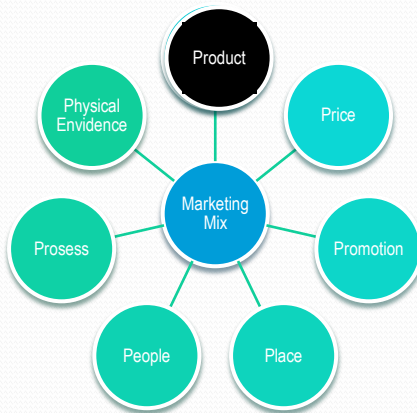 Product
Price
Promotion
Place
People
Prosess
Physical
Envidence
Marketing
Mix